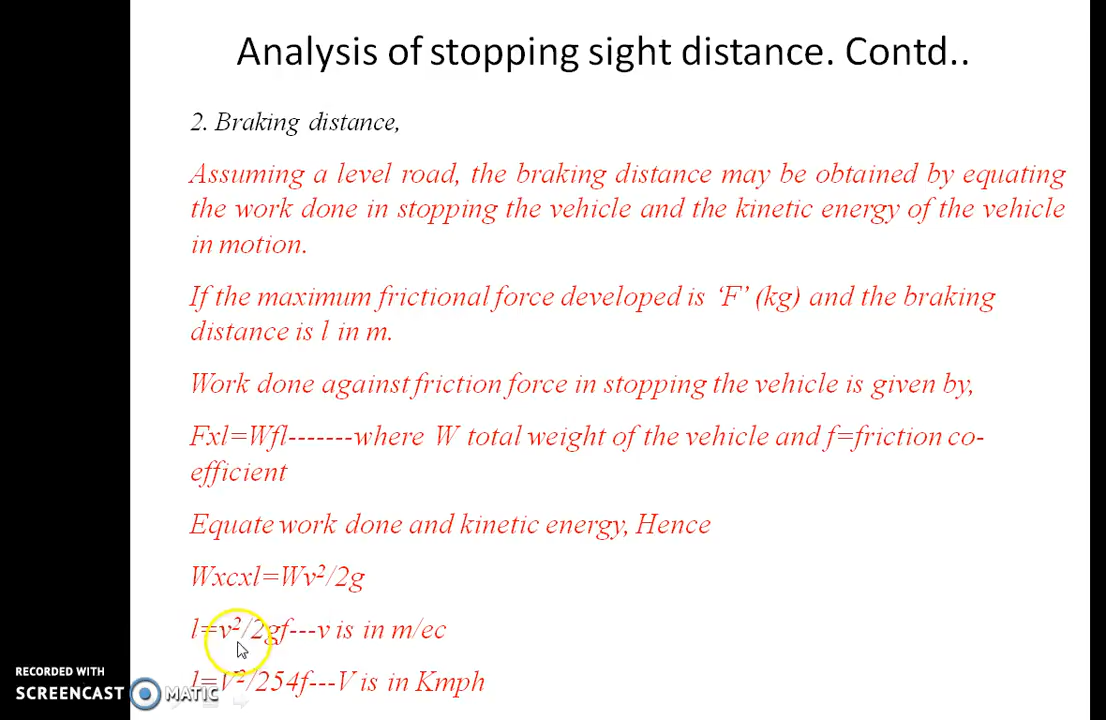 Analysis of stopping sight distance. Contd..
2. Braking distance,
Assuming a level road, the braking distance may be obtained by equating
the work done in stopping the vehicle and the kinetic energy of the vehicle
in motion.
If the maximum frictional force developed is ‘F’ (kg) and the braking
distance is l in m.
Work done against friction force in stopping the vehicle is given by,
Fxl=Wfl-------where W total weight of the vehicle and f=friction co-
efficient
Equate work done and kinetic energy, Hence
Wxcxl=Wv²/2g
l=v²/2gf---v is in m/ec
l=V²/254f---V is in Kmph
RECORDED WITH
SCREENCAST MATIC